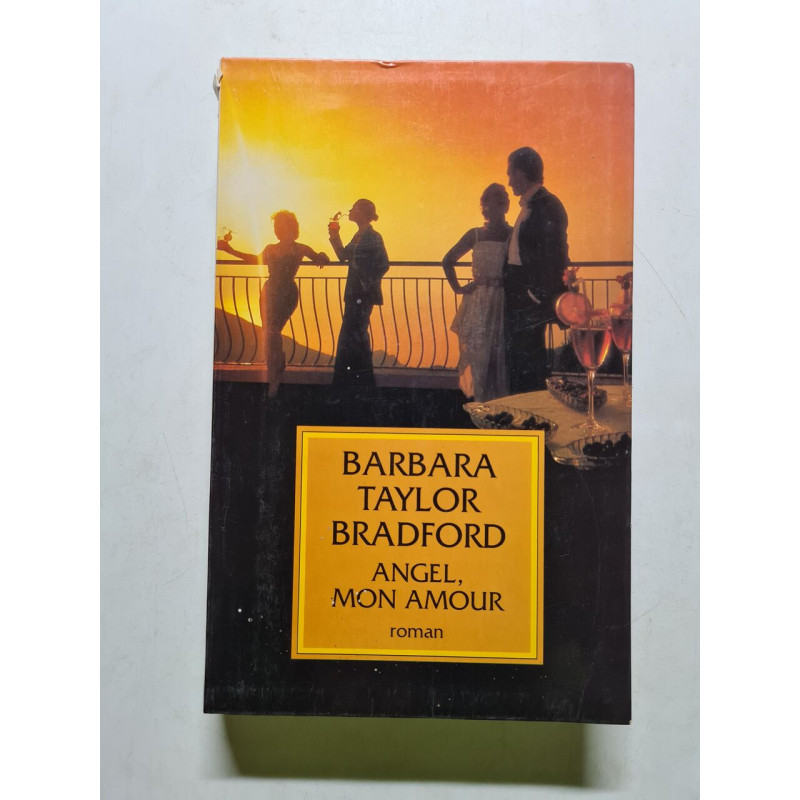 BARBARA
TAYLOR
BRADFORD
ANGEL,
MON AMOUR
roman